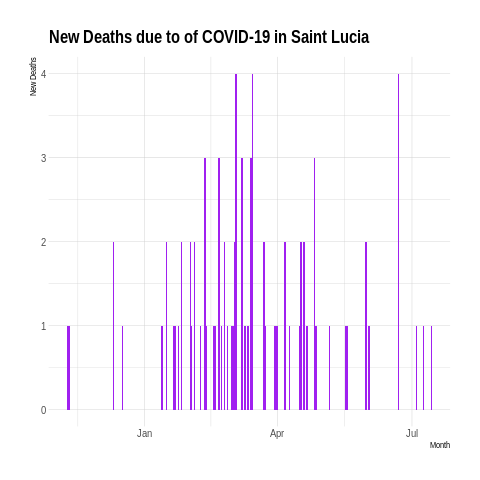 New Deaths due to of COVID-19 in Saint Lucia
New Deaths
4
3
2
1
0
Jan Apr Jul
Month